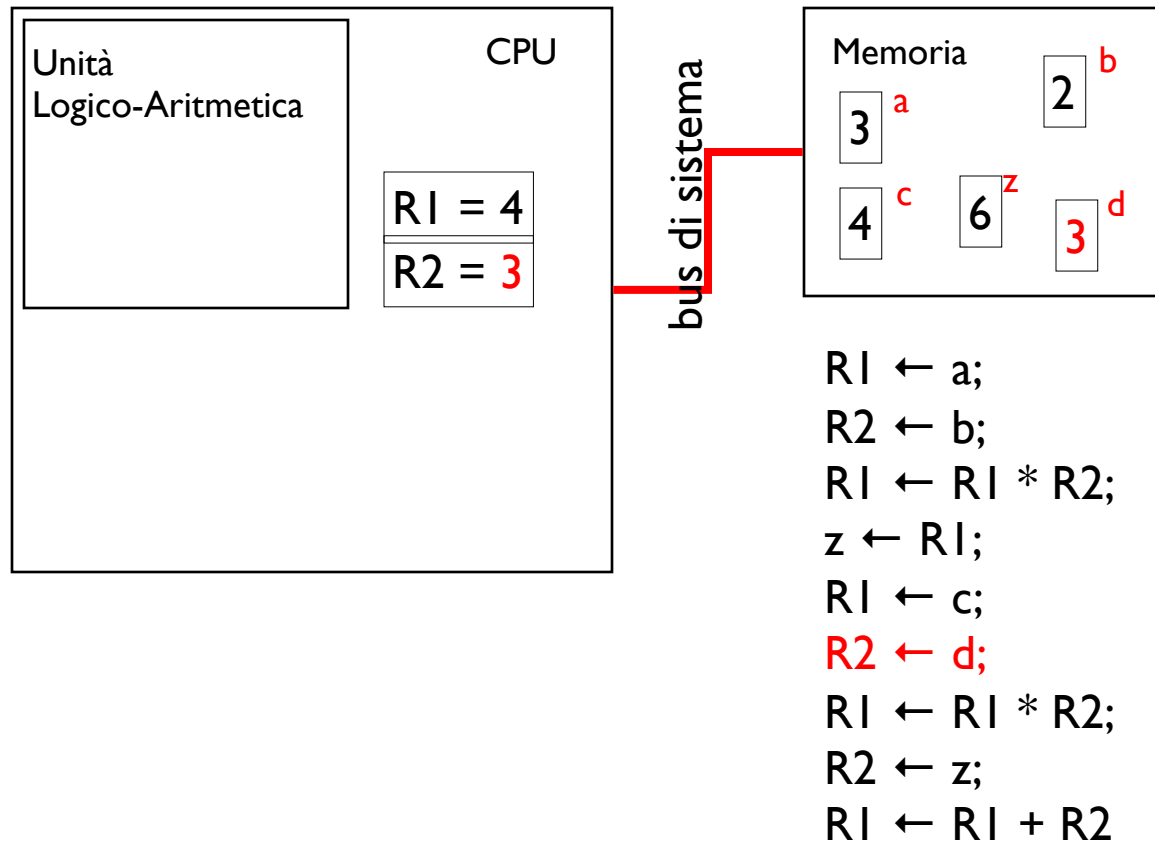 Unità
Logico-Aritmetica
CPU
R1 = 4
R2 = 3
bus di sistema
Memoria
3 a
2 b
4 c
6 z
3 d
R1 ← a;
R2 ← b;
R1 ← R1 * R2;
z ← R1;
R1 ← c;
R2 ← d;
R1 ← R1 * R2;
R2 ← z;
R1 ← R1 + R2